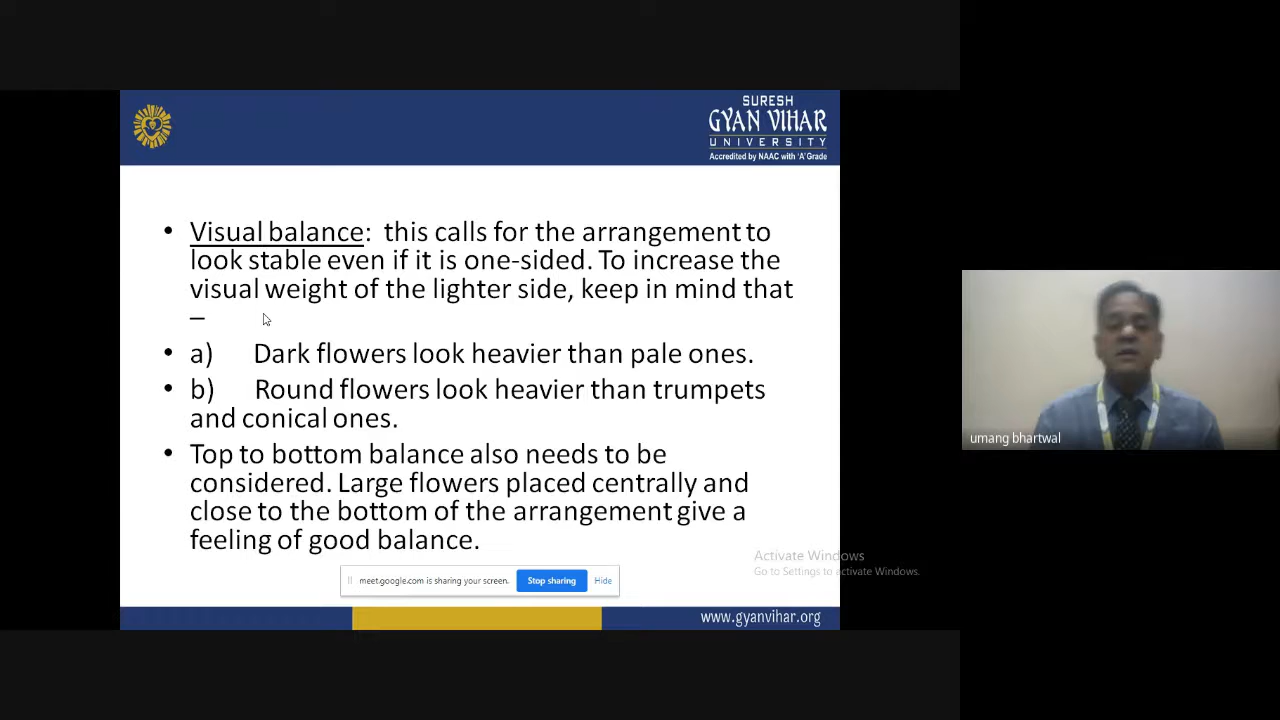 SURESH
GYAN VIHAR
UNIVERSITY
Accredited by NAAC with 'A' Grade
• Visual balance: this calls for the arrangement to
look stable even if it is one-sided. To increase the
visual weight of the lighter side, keep in mind that
–
• a) Dark flowers look heavier than pale ones.
• b) Round flowers look heavier than trumpets
and conical ones.
• Top to bottom balance also needs to be
considered. Large flowers placed centrally and
close to the bottom of the arrangement give a
feeling of good balance.
umang bhartwal
Activate Windows
Go to Settings to activate Windows.
meet.google.com is sharing your screen. Stop sharing Hide
www.gyanvihar.org